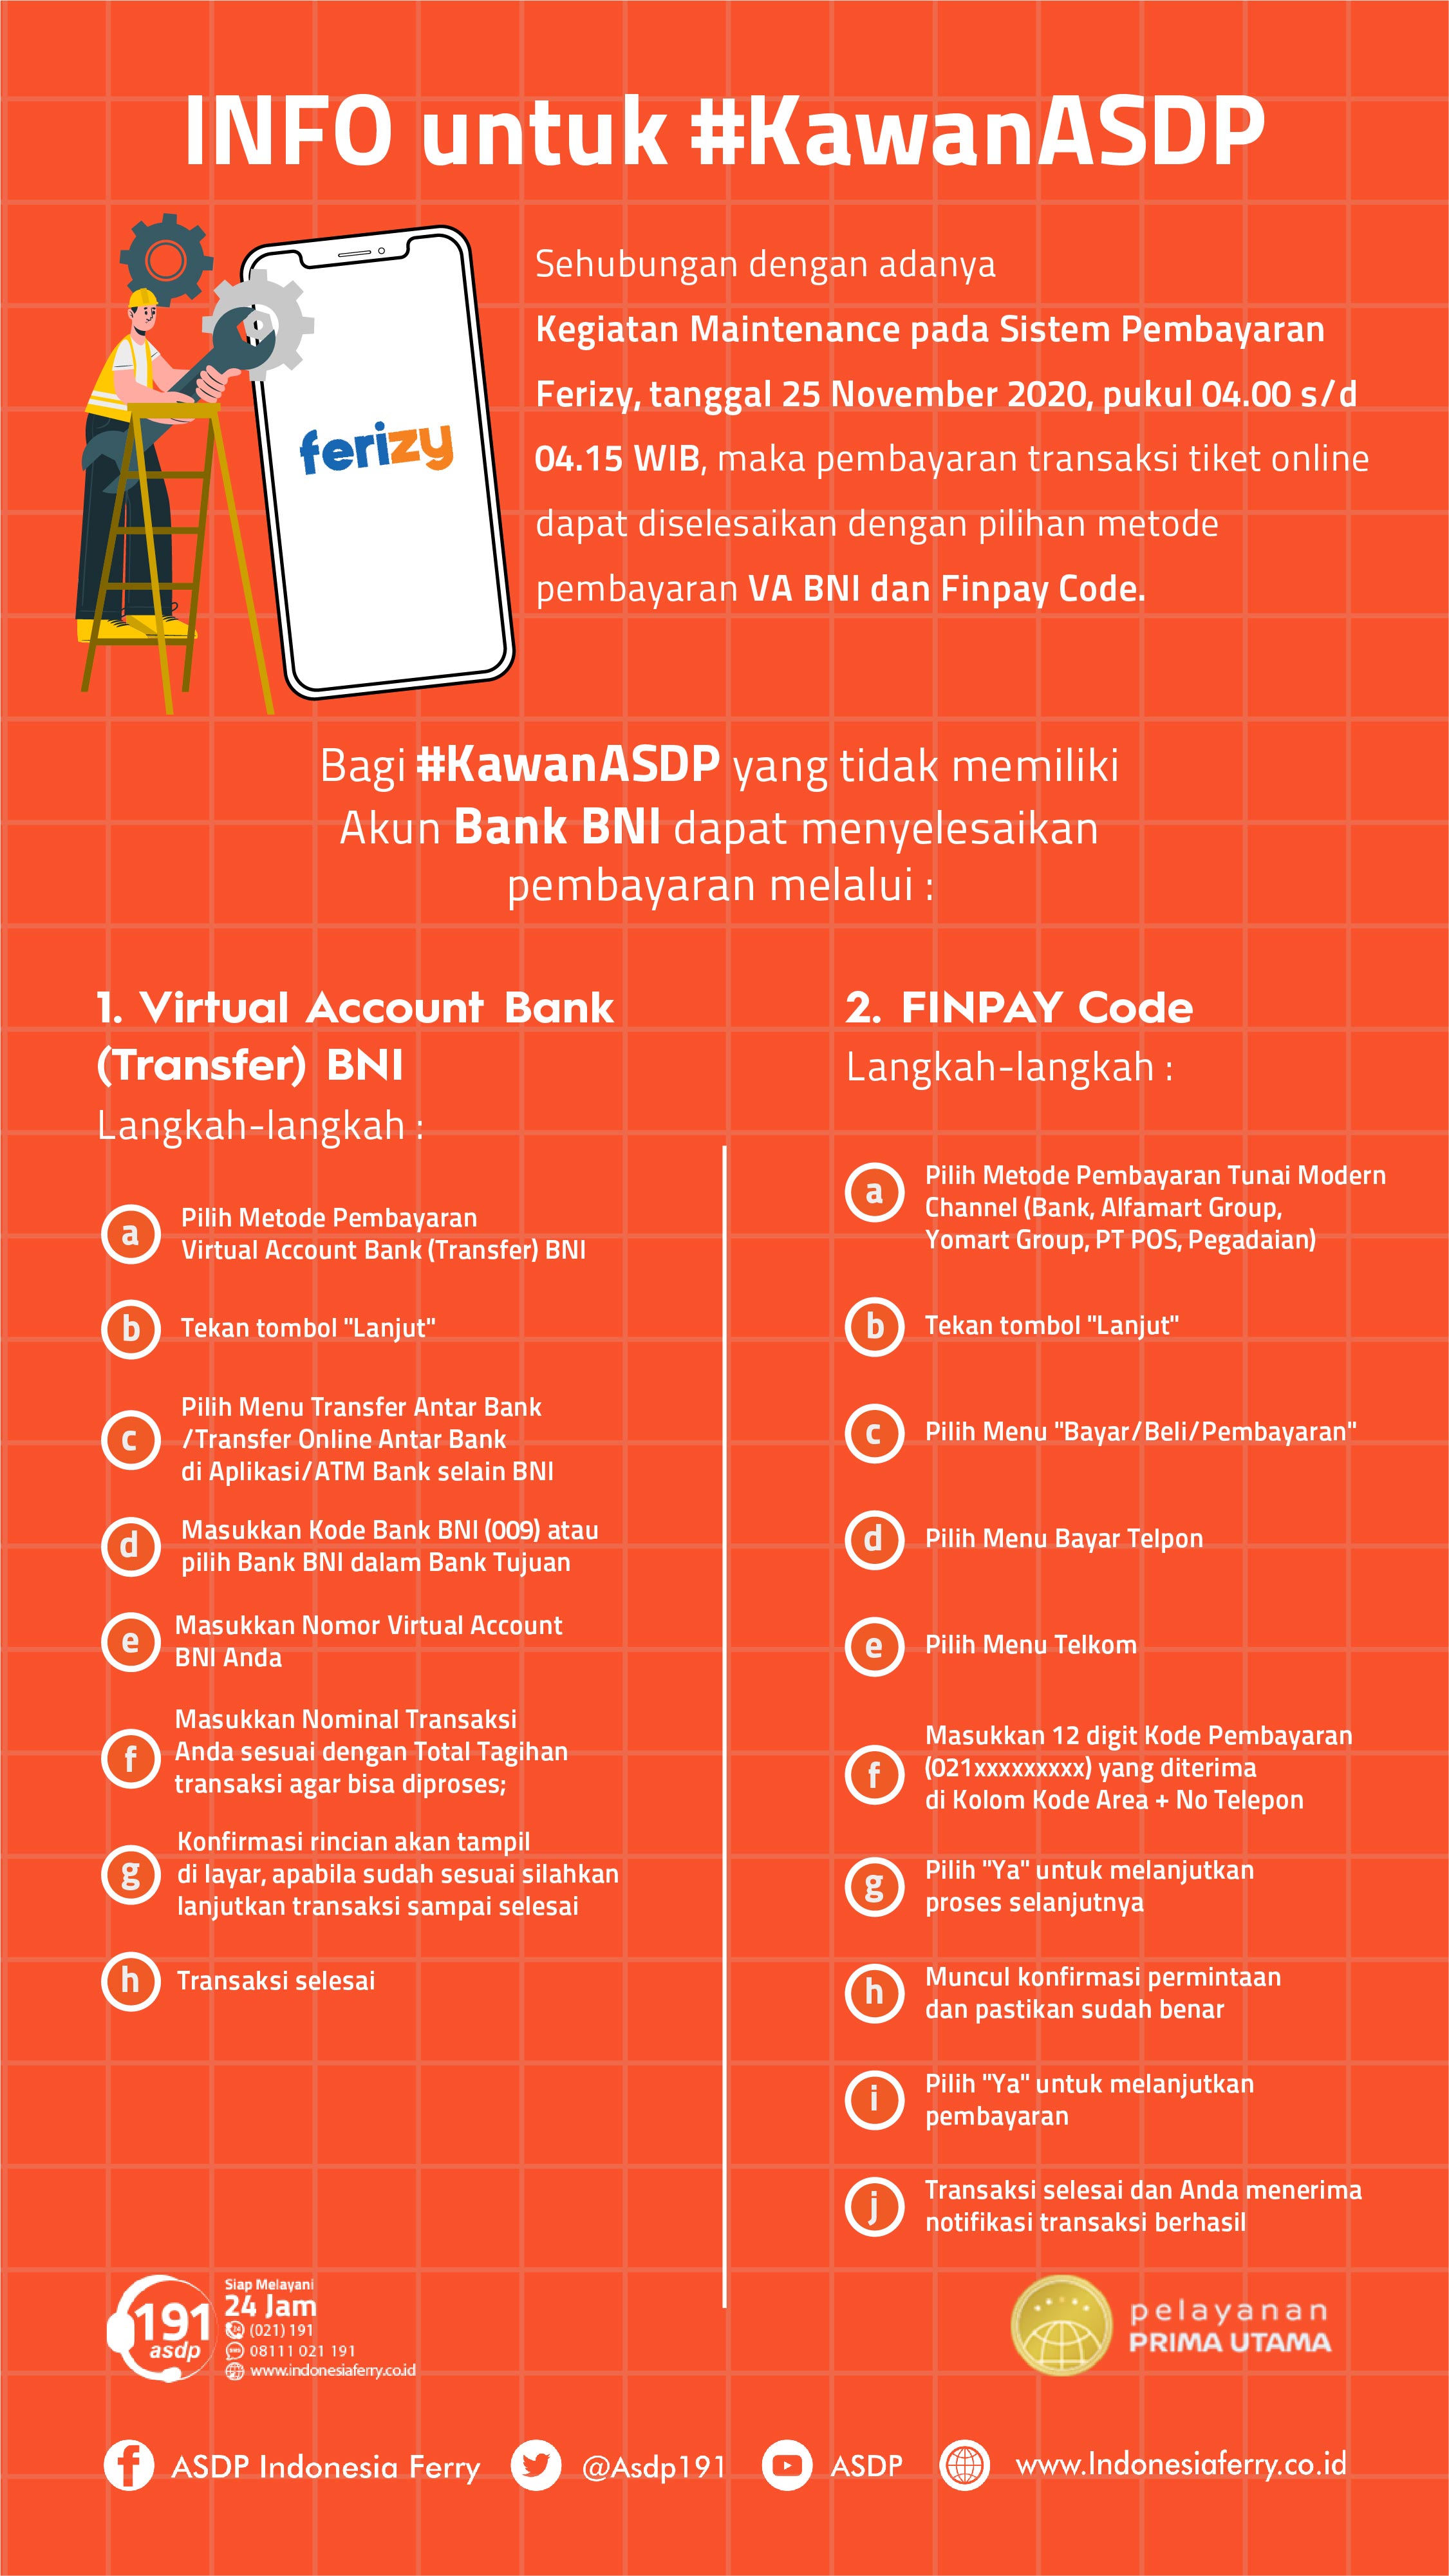 INFO untuk #KawanASDP
Sehubungan dengan adanya
Kegiatan Maintenance pada Sistem Pembayaran
Ferizy, tanggal 25 November 2020, pukul 04.00 s/d
04.15 WIB, maka pembayaran transaksi tiket online
dapat diselesaikan dengan pilihan metode
pembayaran VA BNI dan Finpay Code.
ferizy
Bagi #KawanASDP yang tidak memiliki
Akun Bank BNI dapat menyelesaikan
pembayaran melalui :
1. Virtual Account Bank
(Transfer) BNI
Langkah-langkah :
a
Pilih Metode Pembayaran
Virtual Account Bank (Transfer) BNI
b
Tekan tombol "Lanjut"
c
Pilih Menu Transfer Antar Bank
/Transfer Online Antar Bank
di Aplikasi/ATM Bank selain BNI
d
Masukkan Kode Bank BNI (009) atau
pilih Bank BNI dalam Bank Tujuan
e
Masukkan Nomor Virtual Account
BNI Anda
f
Masukkan Nominal Transaksi
Anda sesuai dengan Total Tagihan
transaksi agar bisa diproses;
g
Konfirmasi rincian akan tampil
di layar, apabila sudah sesuai silahkan
lanjutkan transaksi sampai selesai
h
Transaksi selesai
2. FINPAY Code
Langkah-langkah :
a
Pilih Metode Pembayaran Tunai Modern
Channel (Bank, Alfamart Group,
Yomart Group, PT POS, Pegadaian)
b
Tekan tombol "Lanjut"
c
Pilih Menu "Bayar/Beli/Pembayaran"
d
Pilih Menu Bayar Telpon
e
Pilih Menu Telkom
f
Masukkan 12 digit Kode Pembayaran
(021xxxxxxxxx) yang diterima
di Kolom Kode Area + No Telepon
g
Pilih "Ya" untuk melanjutkan
proses selanjutnya
h
Muncul konfirmasi permintaan
dan pastikan sudah benar
i
Pilih "Ya" untuk melanjutkan
pembayaran
j
Transaksi selesai dan Anda menerima
notifikasi transaksi berhasil
191
asdp
Siap Melayani
24 Jam
(021) 191
08111 021 191
www.indonesiaferry.co.id
pelayanan
PRIMA UTAMA
ASDP Indonesia Ferry
@Asdp191
ASDP
www.Indonesiaferry.co.id